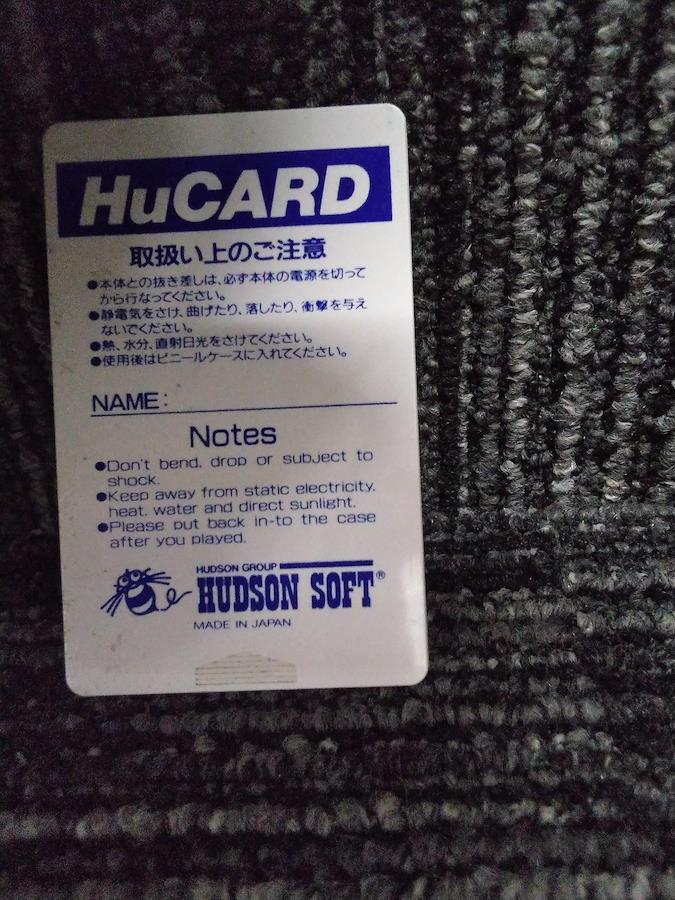 HuCARD
取扱い上のご注意
●本体との抜き差しは、必ず本体の電源を切って
から行なってください。
●静電気をさけ、曲げたり、落したり、衝撃を与え
ないでください。
●熱、水分、直射日光をさけてください。
●使用後はビニールケースに入れてください。
NAME:
Notes
●Don't bend, drop or subject to
shock.
●Keep away from static electricity,
heat, water and direct sunlight.
●Please put back in-to the case
after you played.
HUDSON GROUP
HUDSON SOFT®
MADE IN JAPAN